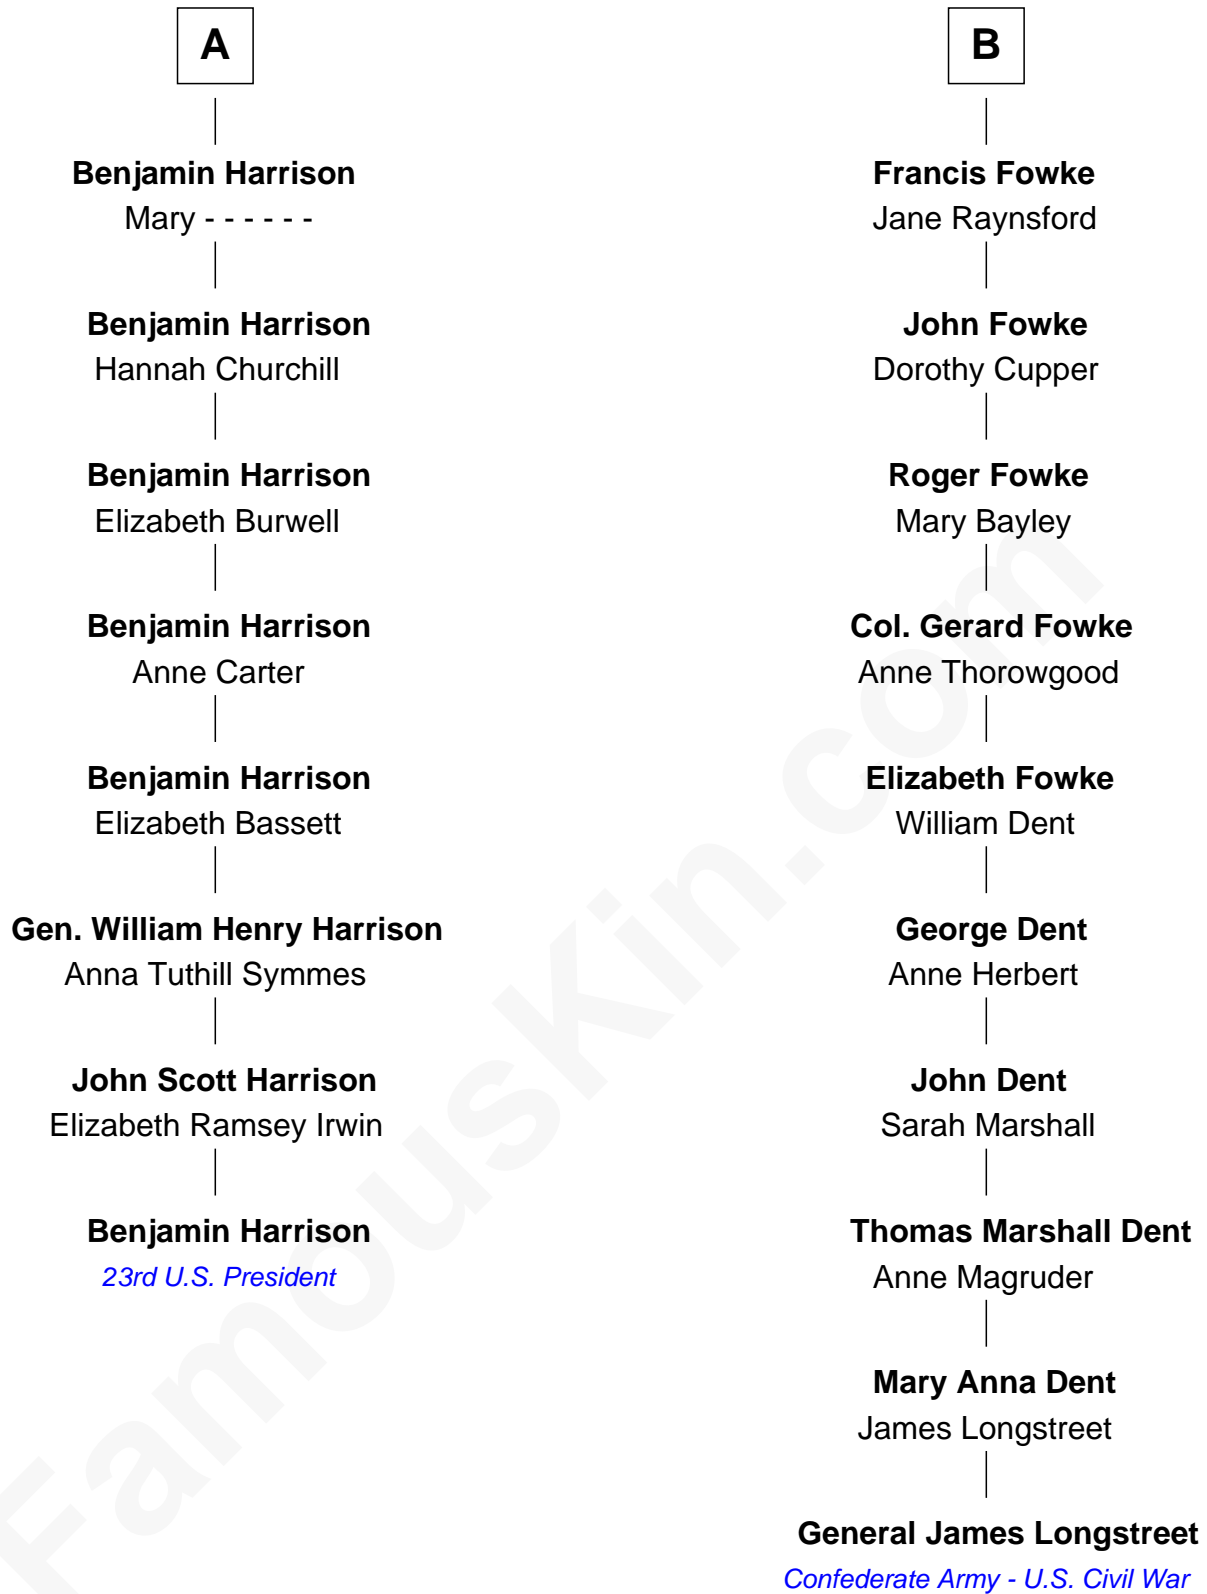 A
Benjamin Harrison
Mary - - - - - -
Benjamin Harrison
Hannah Churchill
Benjamin Harrison
Elizabeth Burwell
Benjamin Harrison
Anne Carter
Benjamin Harrison
Elizabeth Bassett
Gen. William Henry Harrison
Anna Tuthill Symmes
John Scott Harrison
Elizabeth Ramsey Irwin
Benjamin Harrison
23rd U.S. President
B
Francis Fowke
Jane Raynsford
John Fowke
Dorothy Cupper
Roger Fowke
Mary Bayley
Col. Gerard Fowke
Anne Thorowgood
Elizabeth Fowke
William Dent
George Dent
Anne Herbert
John Dent
Sarah Marshall
Thomas Marshall Dent
Anne Magruder
Mary Anna Dent
James Longstreet
General James Longstreet
Confederate Army - U.S. Civil War
FamousKin.com